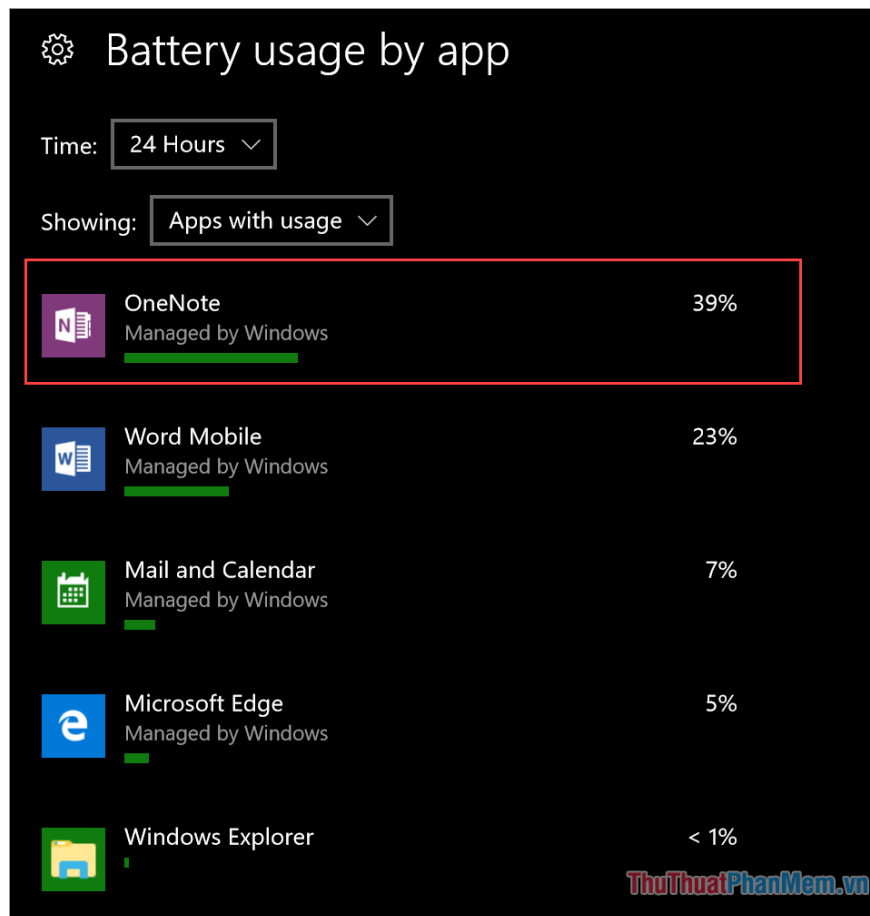 Battery usage by app
Time: 24 Hours
Showing: Apps with usage
OneNote 39%
Managed by Windows
Word Mobile 23%
Managed by Windows
Mail and Calendar 7%
Managed by Windows
Microsoft Edge 5%
Managed by Windows
Windows Explorer < 1%
ThuThuatPhanMem.vn